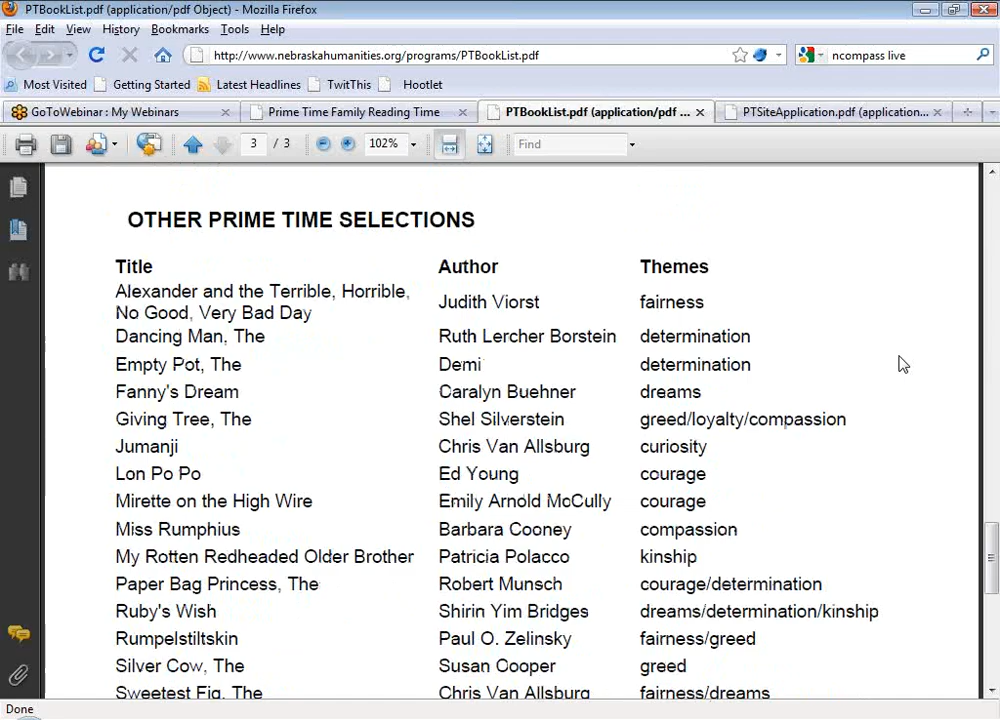 PTBookList.pdf (application/pdf Object) - Mozilla Firefox
File Edit View History Bookmarks Tools Help
http://www.nebraskahumanities.org/programs/PTBookList.pdf ncompass live
Most Visited Getting Started Latest Headlines TwitThis Hootlet
GoToWebinar : My Webinars Prime Time Family Reading Time PTBookList.pdf (application/pdf ... PTSiteApplication.pdf (application...
3 / 3 102% Find
OTHER PRIME TIME SELECTIONS
Title Author Themes
Alexander and the Terrible, Horrible,
No Good, Very Bad Day Judith Viorst fairness
Dancing Man, The Ruth Lercher Borstein determination
Empty Pot, The Demi determination
Fanny's Dream Caralyn Buehner dreams
Giving Tree, The Shel Silverstein greed/loyalty/compassion
Jumanji Chris Van Allsburg curiosity
Lon Po Po Ed Young courage
Mirette on the High Wire Emily Arnold McCully courage
Miss Rumphius Barbara Cooney compassion
My Rotten Redheaded Older Brother Patricia Polacco kinship
Paper Bag Princess, The Robert Munsch courage/determination
Ruby's Wish Shirin Yim Bridges dreams/determination/kinship
Rumpelstiltskin Paul O. Zelinsky fairness/greed
Silver Cow, The Susan Cooper greed
Sweetest Fig, The Chris Van Allsburg fairness/dreams
Done